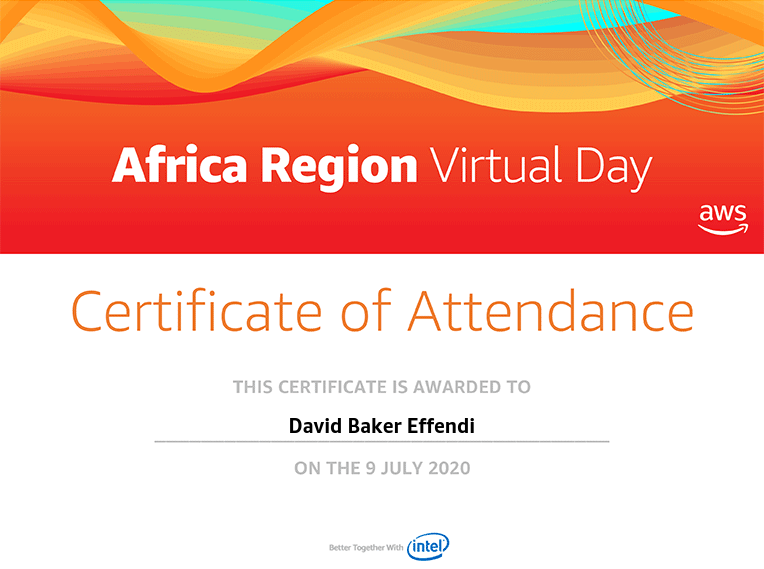 Africa Region Virtual Day
aws
Certificate of Attendance
THIS CERTIFICATE IS AWARDED TO
David Baker Effendi
ON THE 9 JULY 2020
Better Together With intel